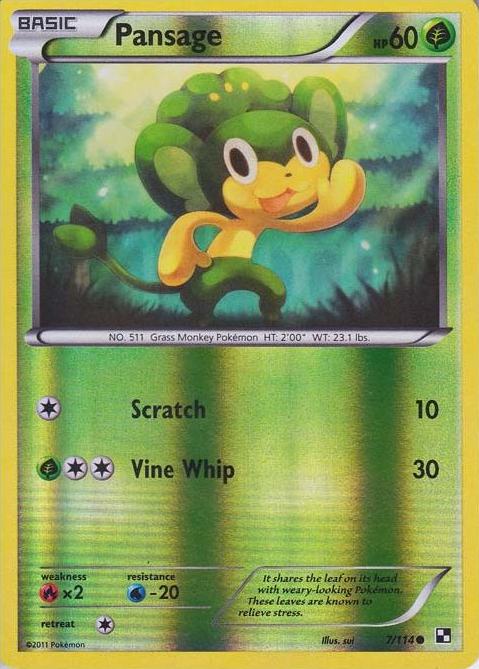 BASIC
Pansage
HP60
NO. 511 Grass Monkey Pokémon HT: 2'00" WT: 23.1 lbs.
Scratch 10
Vine Whip 30
weakness resistance
×2 -20
retreat
It shares the leaf on its head
with weary-looking Pokémon.
These leaves are known to
relieve stress.
©2011 Pokémon
Illus. sui 7/114